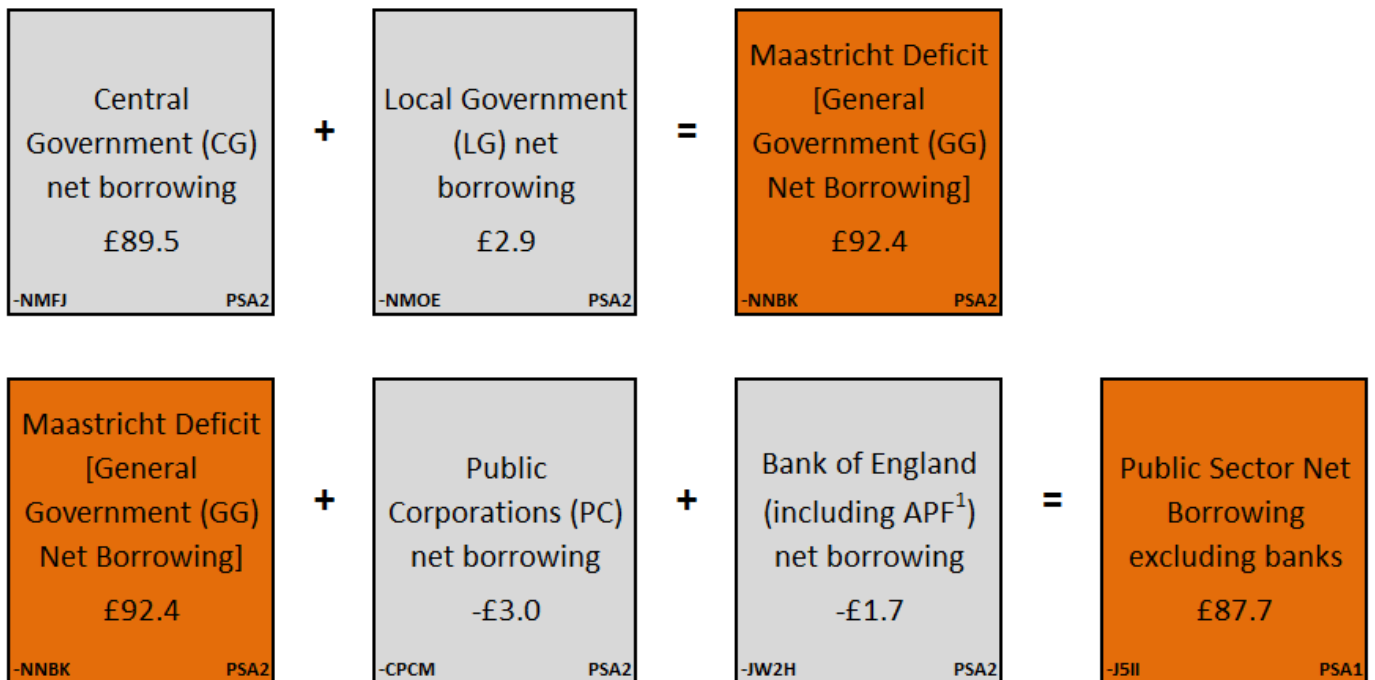 Central
Government (CG)
net borrowing
£89.5
-NMFJ PSA2
+
Local Government
(LG) net
borrowing
£2.9
-NMOE PSA2
=
Maastricht Deficit
[General
Government (GG)
Net Borrowing]
£92.4
-NNBK PSA2
Maastricht Deficit
[General
Government (GG)
Net Borrowing]
£92.4
-NNBK PSA2
+
Public
Corporations (PC)
net borrowing
-£3.0
-CPCM PSA2
+
Bank of England
(including APF¹)
net borrowing
-£1.7
-JW2H PSA2
=
Public Sector Net
Borrowing
excluding banks
£87.7
-J5II PSA1